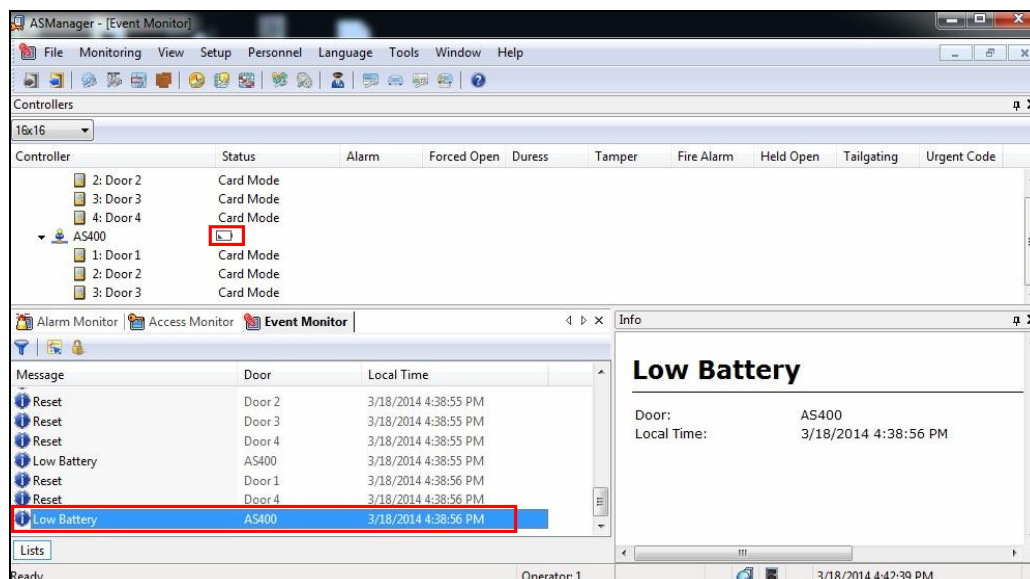 ASManager - [Event Monitor]
File Monitoring View Setup Personnel Language Tools Window Help
Controllers
16x16
Controller Status Alarm Forced Open Duress Tamper Fire Alarm Held Open Tailgating Urgent Code
2: Door 2 Card Mode
3: Door 3 Card Mode
4: Door 4 Card Mode
AS400
1: Door 1 Card Mode
2: Door 2 Card Mode
3: Door 3 Card Mode
Alarm Monitor Access Monitor Event Monitor
Message Door Local Time
Reset Door 2 3/18/2014 4:38:55 PM
Reset Door 3 3/18/2014 4:38:55 PM
Reset Door 4 3/18/2014 4:38:55 PM
Low Battery AS400 3/18/2014 4:38:55 PM
Reset Door 1 3/18/2014 4:38:56 PM
Reset Door 4 3/18/2014 4:38:56 PM
Low Battery AS400 3/18/2014 4:38:56 PM
Lists
Info
Low Battery
Door: AS400
Local Time: 3/18/2014 4:38:56 PM
Ready Operator: 1 3/18/2014 4:42:39 PM